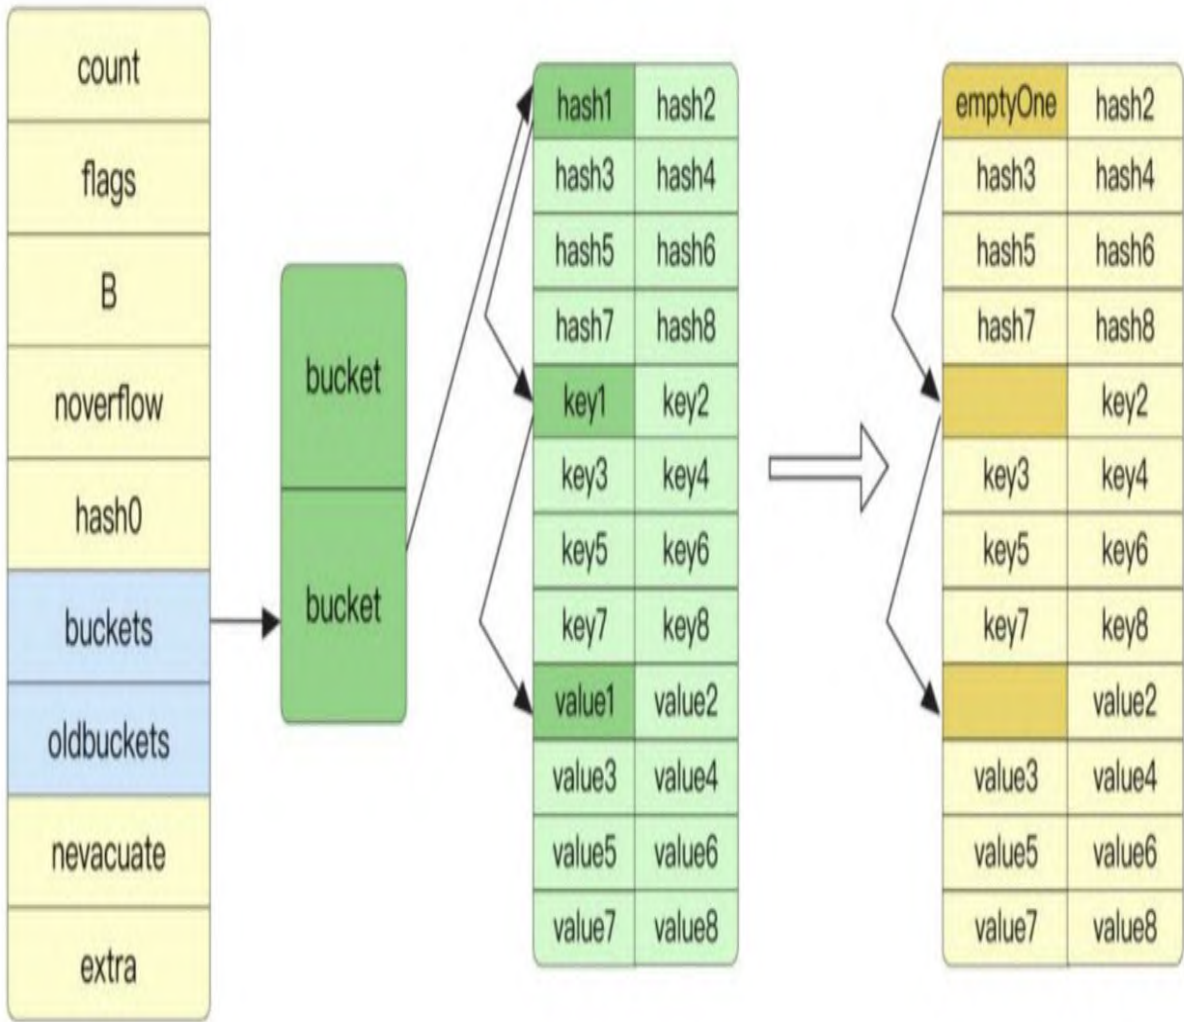 count
flags
B
noverflow
hash0
buckets
oldbuckets
nevacuate
extra
bucket
bucket
hash1 hash2
hash3 hash4
hash5 hash6
hash7 hash8
key1 key2
key3 key4
key5 key6
key7 key8
value1 value2
value3 value4
value5 value6
value7 value8
emptyOne hash2
hash3 hash4
hash5 hash6
hash7 hash8
key2
key3 key4
key5 key6
key7 key8
value2
value3 value4
value5 value6
value7 value8